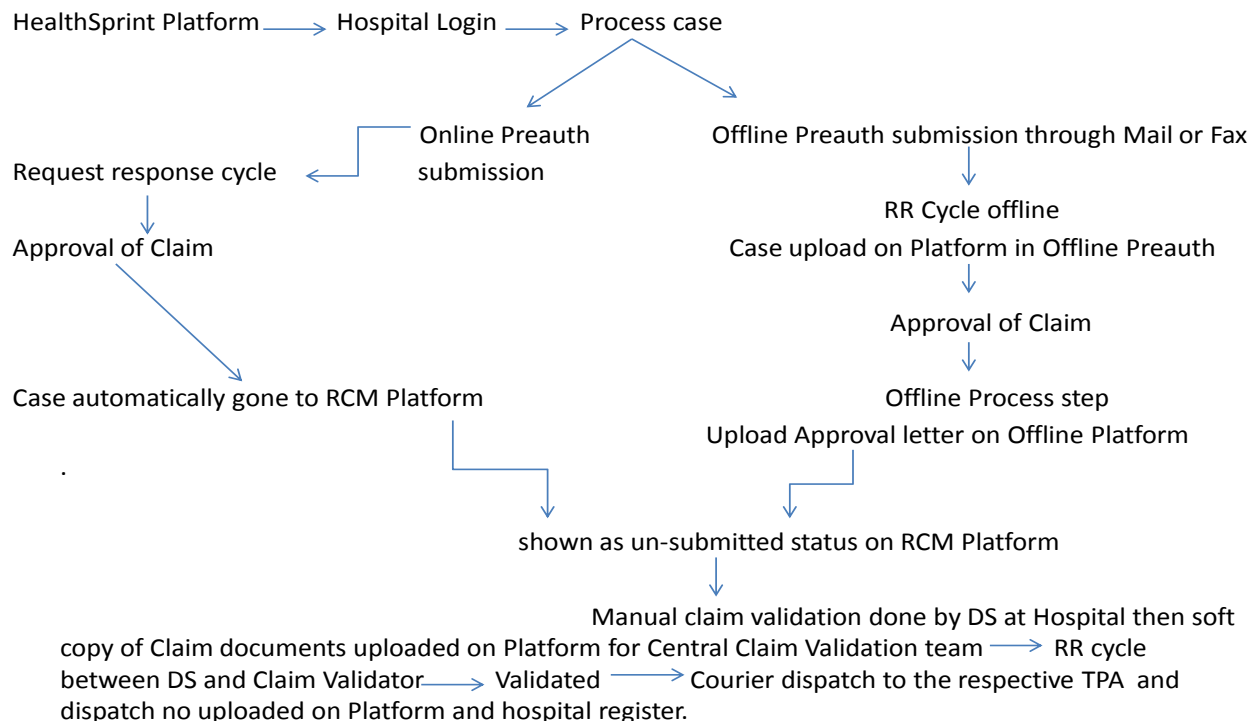 HealthSprint Platform Hospital Login Process case
Online Preauth
submission
Offline Preauth submission through Mail or Fax
Request response cycle
RR Cycle offline
Case upload on Platform in Offline Preauth
Approval of Claim
Approval of Claim
Case automatically gone to RCM Platform
Offline Process step
Upload Approval letter on Offline Platform
.
shown as un-submitted status on RCM Platform
Manual claim validation done by DS at Hospital then soft
copy of Claim documents uploaded on Platform for Central Claim Validation team RR cycle
between DS and Claim Validator Validated Courier dispatch to the respective TPA and
dispatch no uploaded on Platform and hospital register.